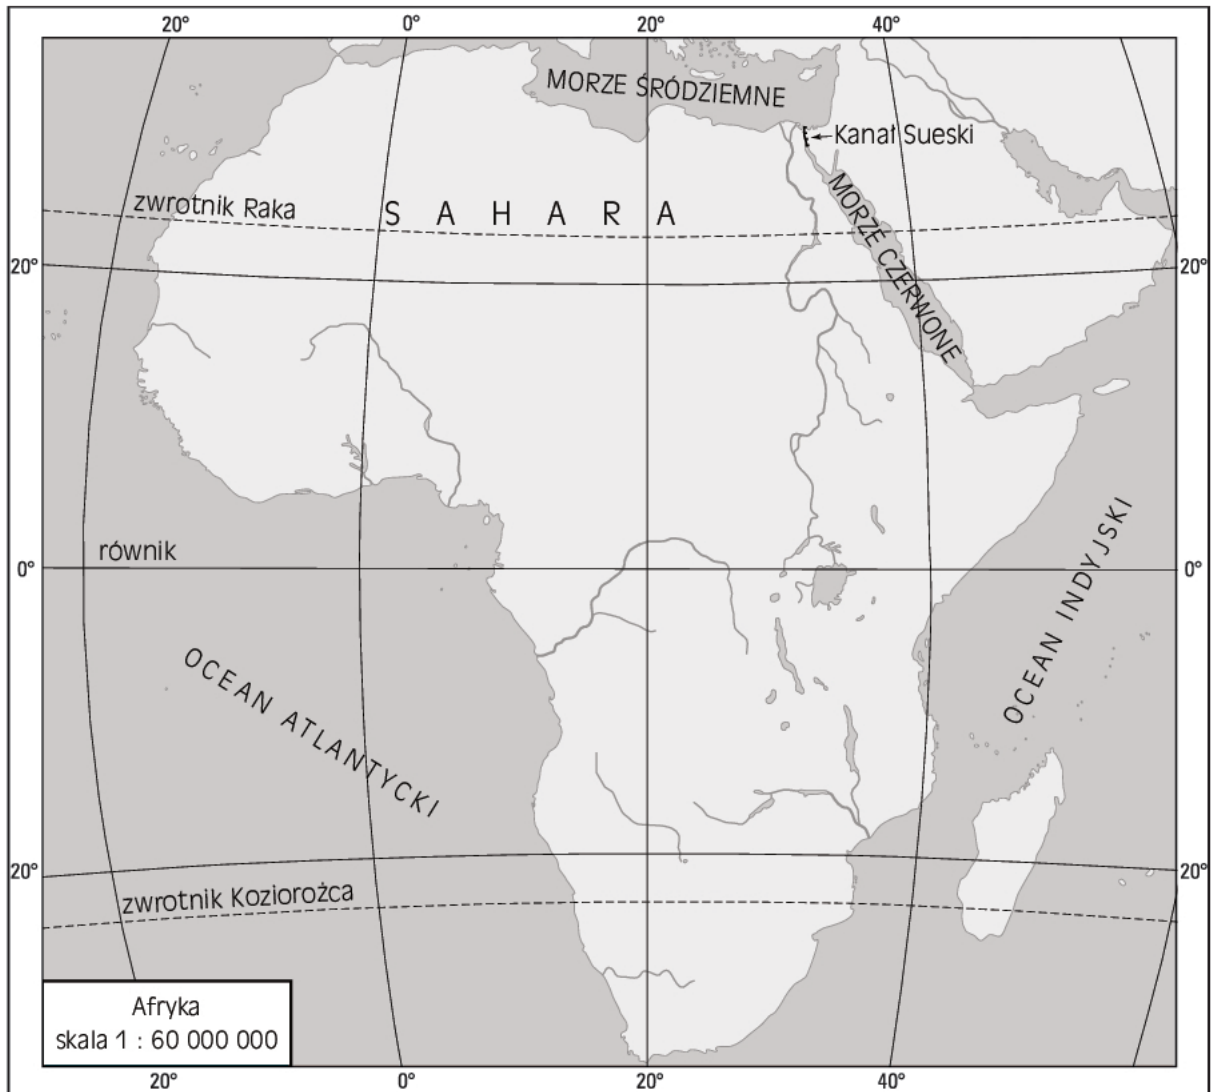 20° 0° 20° 40°
MORZE ŚRÓDZIEMNE
Kanał Sueski
zwrotnik Raka
SAHARA
MORZE CZERWONE
20° 20°
równik
0° 0°
OCEAN INDYJSKI
OCEAN ATLANTYCKI
20° 20°
zwrotnik Koziorożca
Afryka
skala 1 : 60 000 000
20° 0° 20° 40°